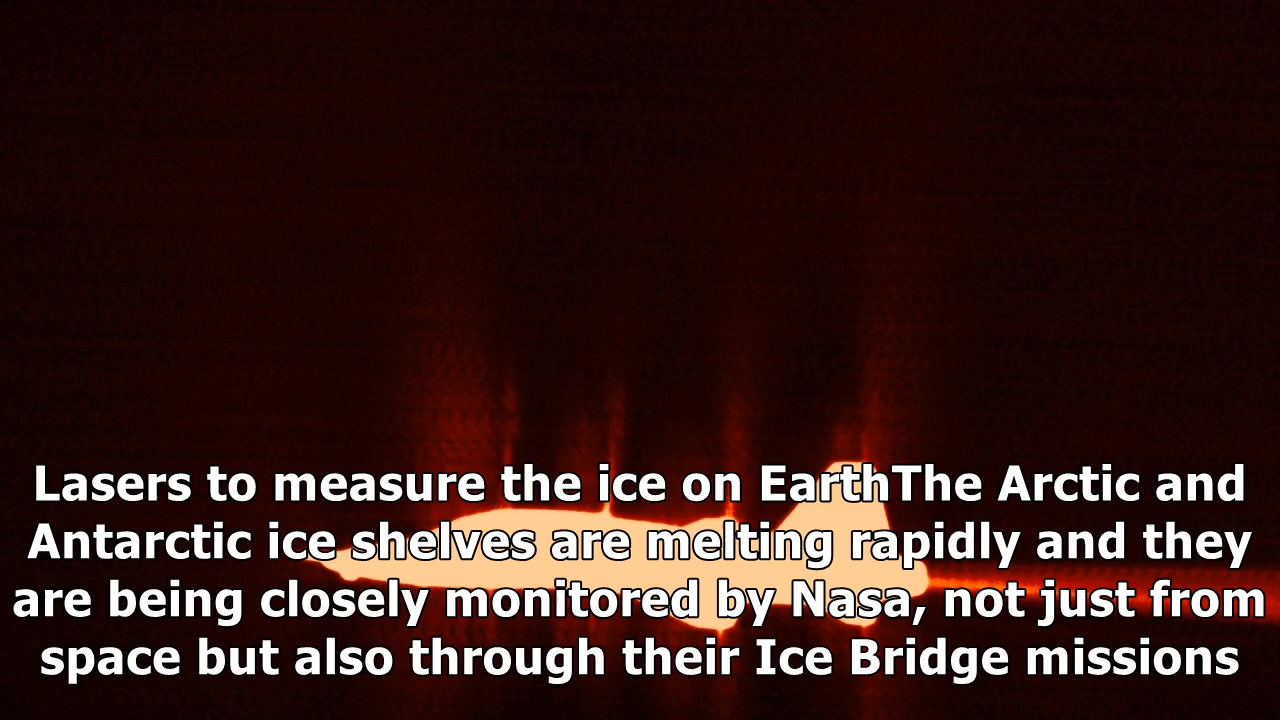 Lasers to measure the ice on EarthThe Arctic and
Antarctic ice shelves are melting rapidly and they
are being closely monitored by Nasa, not just from
space but also through their Ice Bridge missions